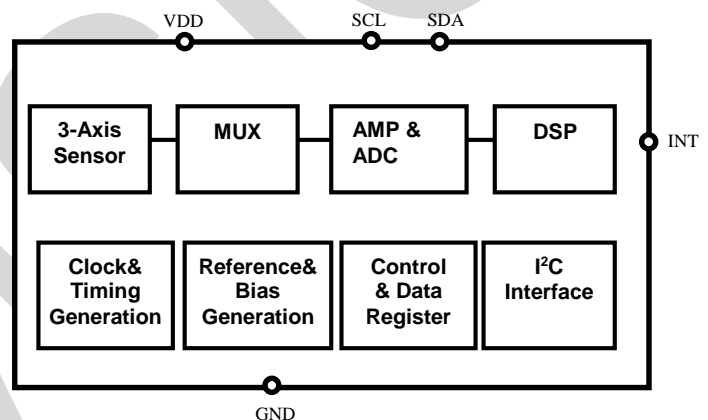 VDD
SCL
SDA
3-Axis
Sensor
MUX
AMP &
ADC
DSP
INT
Clock&
Timing
Generation
Reference&
Bias
Generation
Control
& Data
Register
I²C
Interface
GND